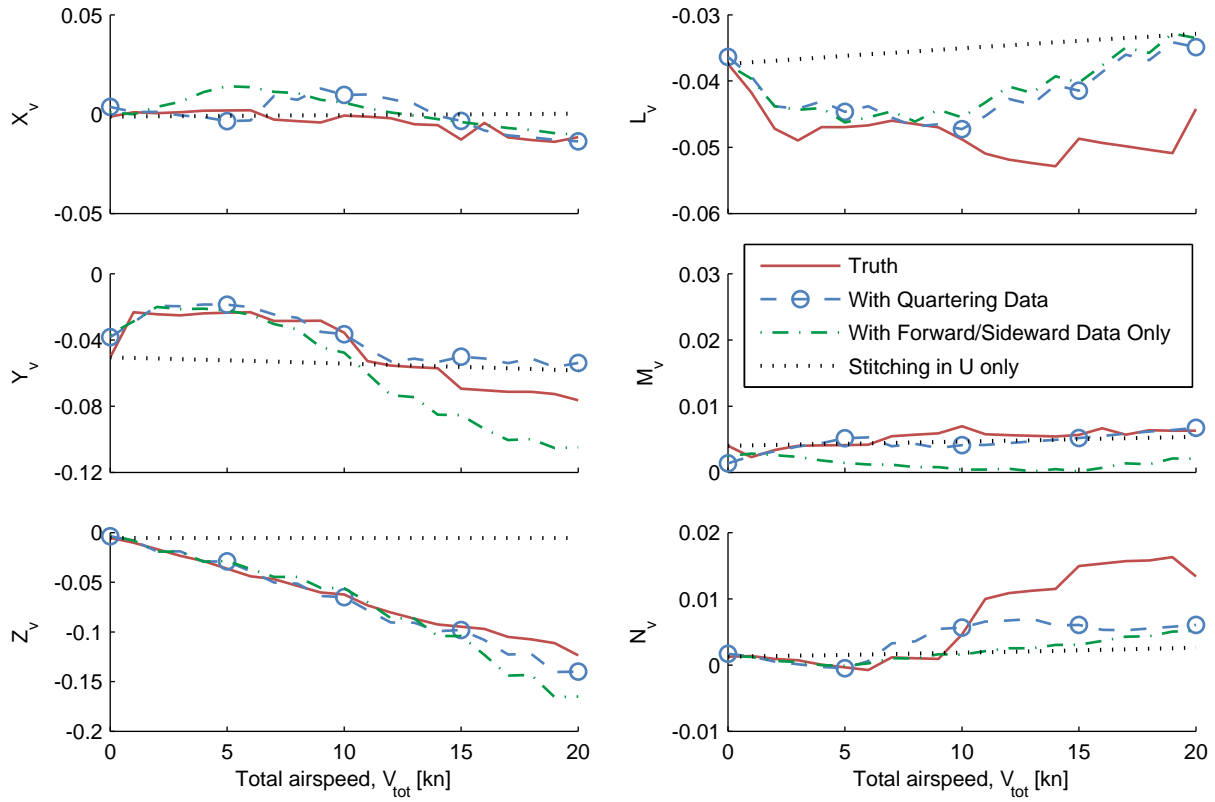 0.05
0
-0.05
X_v
-0.03
-0.04
-0.05
-0.06
L_v
0
-0.04
-0.08
-0.12
Y_v
0.03
0.02
0.01
0
M_v
Truth
With Quartering Data
With Forward/Sideward Data Only
Stitching in U only
0
-0.05
-0.1
-0.15
-0.2
Z_v
0 5 10 15 20
Total airspeed, V_tot [kn]
0.02
0.01
0
-0.01
N_v
0 5 10 15 20
Total airspeed, V_tot [kn]